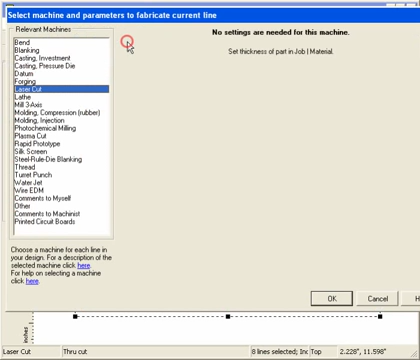 Select machine and parameters to fabricate current line
Relevant Machines
No settings are needed for this machine.
Set thickness of part in Job | Material.
Bend
Blanking
Casting, Investment
Casting, Pressure Die
Datum
Forging
Laser Cut
Lathe
Mill 3-Axis
Molding, Compression (rubber)
Molding, Injection
Photochemical Milling
Plasma Cut
Rapid Prototype
Silk Screen
Steel-Rule-Die Blanking
Thread
Turret Punch
Water Jet
Wire EDM
Comments to Myself
Other
Comments to Machinist
Printed Circuit Boards
Choose a machine for each line in
your design. For a description of the
selected machine click here.
For help on selecting a machine
click here.
OK
Cancel
H
inches
Laser Cut
Thru cut
8 lines selected; Inc
Top
2.228", 11.598"